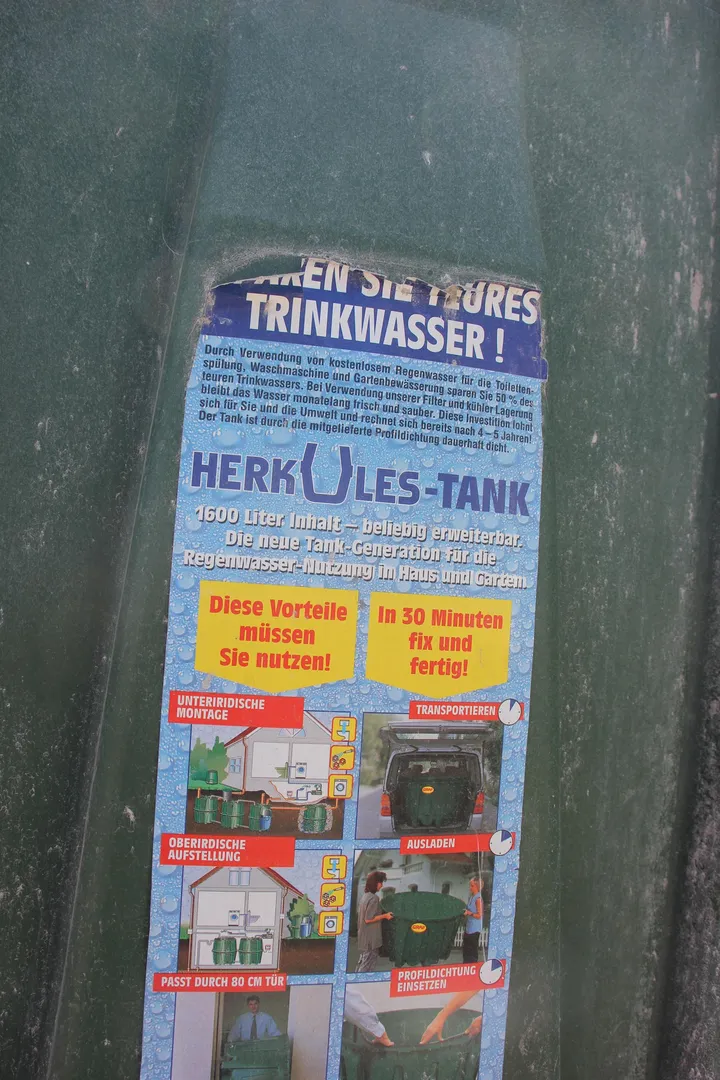 SIE TEURES
TRINKWASSER !
Durch Verwendung von kostenlosem Regenwasser für die Toiletten-
spülung, Waschmaschine und Gartenbewässerung sparen Sie 50 % des
teuren Trinkwassers. Bei Verwendung unserer Filter und kühler Lagerung
bleibt das Wasser monatelang frisch und sauber. Diese Investition lohnt
sich für Sie und die Umwelt und rechnet sich bereits nach 4 – 5 Jahren!
Der Tank ist durch die mitgelieferte Profildichtung dauerhaft dicht.
HERKULES-TANK
1600 Liter Inhalt – beliebig erweiterbar.
Die neue Tank-Generation für die
Regenwasser-Nutzung in Haus und Garten
Diese Vorteile
müssen
Sie nutzen!
In 30 Minuten
fix und
fertig!
UNTERIRIDISCHE
MONTAGE
TRANSPORTIEREN
OBERIRDISCHE
AUFSTELLUNG
AUSLADEN
PASST DURCH 80 CM TÜR
PROFILDICHTUNG
EINSETZEN